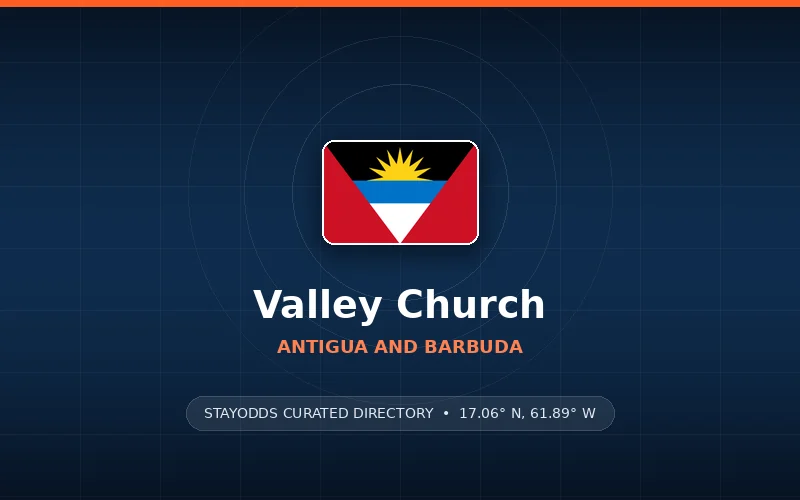 Valley Church
ANTIGUA AND BARBUDA
STAYODDS CURATED DIRECTORY • 17.06° N, 61.89° W